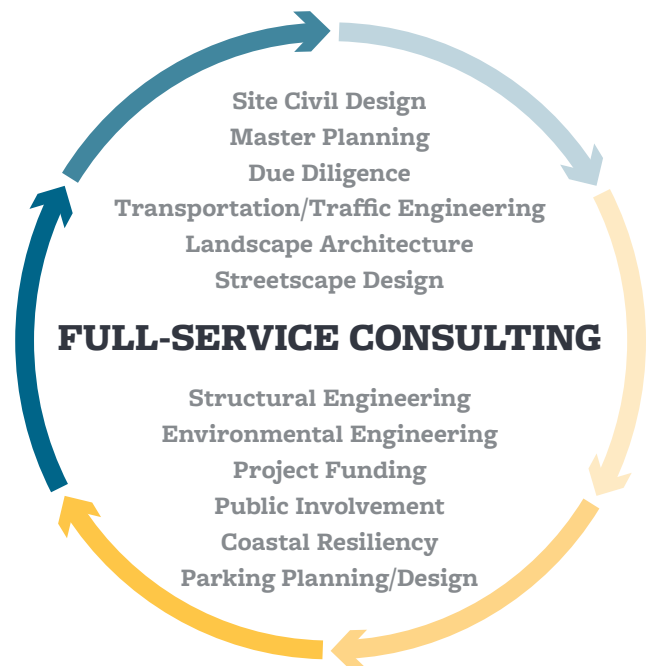 Site Civil Design
Master Planning
Due Diligence
Transportation/Traffic Engineering
Landscape Architecture
Streetscape Design
FULL-SERVICE CONSULTING
Structural Engineering
Environmental Engineering
Project Funding
Public Involvement
Coastal Resiliency
Parking Planning/Design